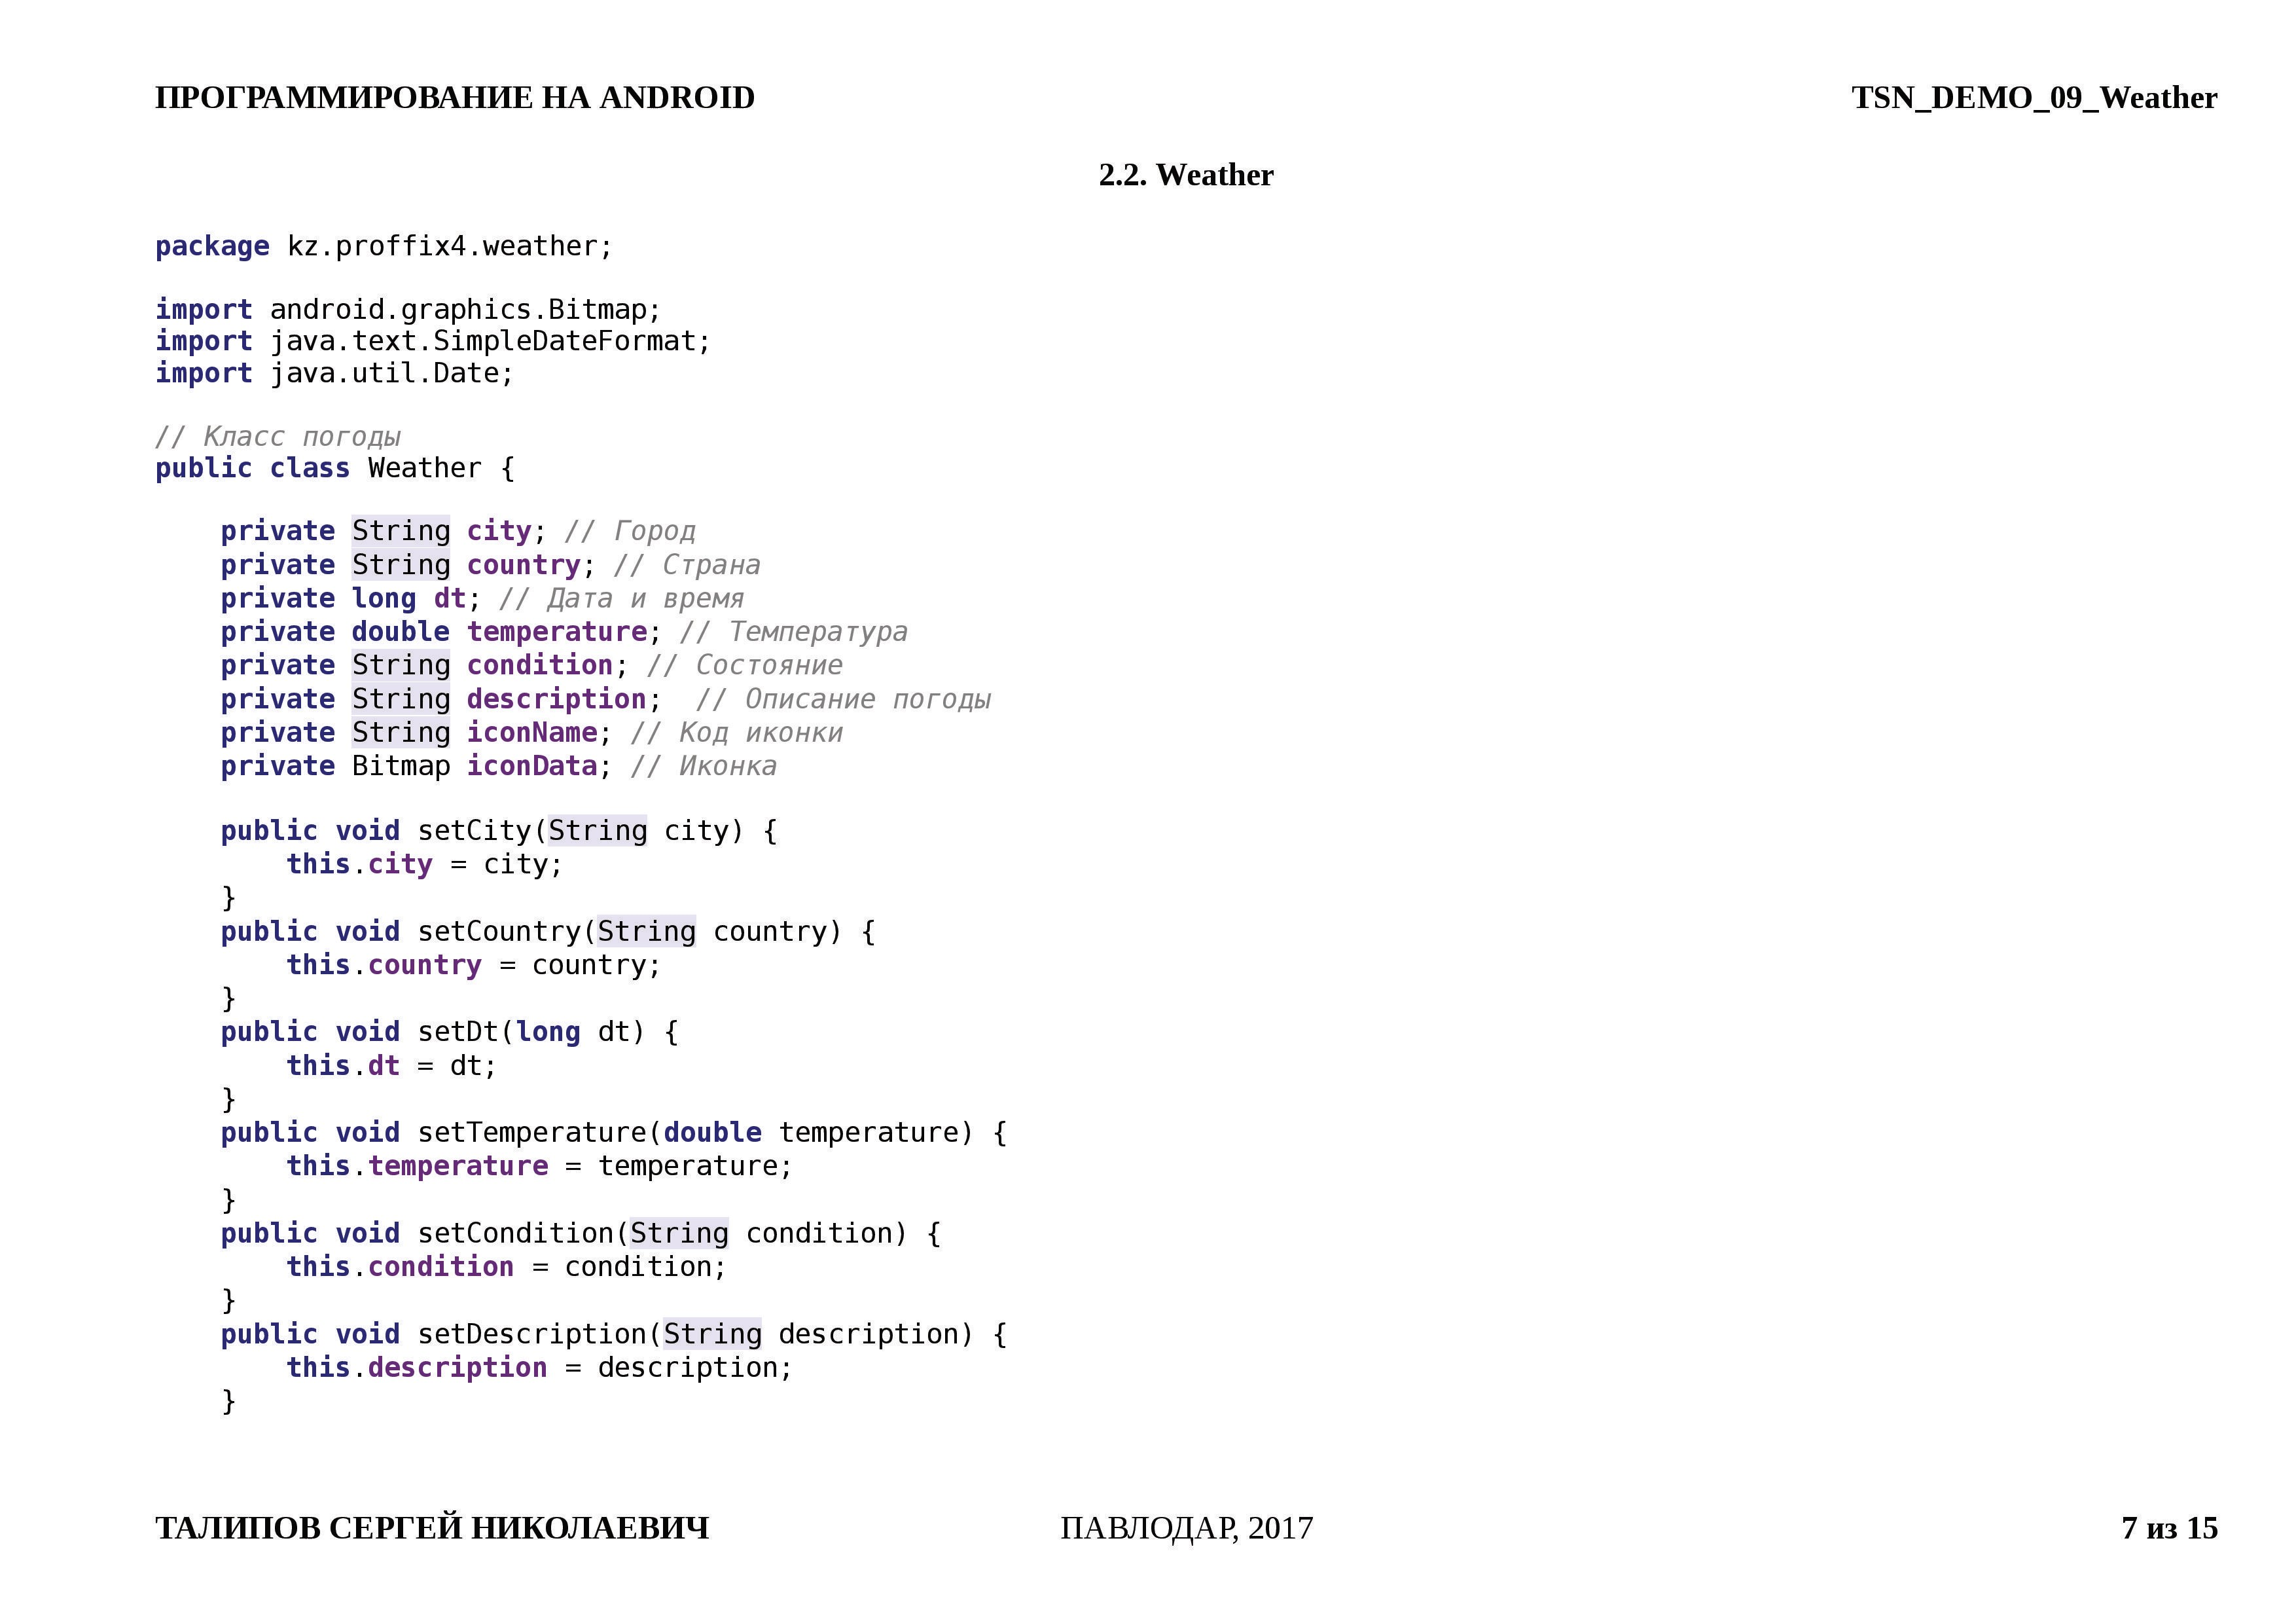 ПРОГРАММИРОВАНИЕ НА ANDROID TSN_DEMO_09_Weather
2.2. Weather
package kz.proffix4.weather;
import android.graphics.Bitmap;
import java.text.SimpleDateFormat;
import java.util.Date;
// Класс погоды
public class Weather {
    private String city; // Город
    private String country; // Страна
    private long dt; // Дата и время
    private double temperature; // Температура
    private String condition; // Состояние
    private String description;  // Описание погоды
    private String iconName; // Код иконки
    private Bitmap iconData; // Иконка
    public void setCity(String city) {
        this.city = city;
    }
    public void setCountry(String country) {
        this.country = country;
    }
    public void setDt(long dt) {
        this.dt = dt;
    }
    public void setTemperature(double temperature) {
        this.temperature = temperature;
    }
    public void setCondition(String condition) {
        this.condition = condition;
    }
    public void setDescription(String description) {
        this.description = description;
    }
ТАЛИПОВ СЕРГЕЙ НИКОЛАЕВИЧ ПАВЛОДАР, 2017 7 из 15